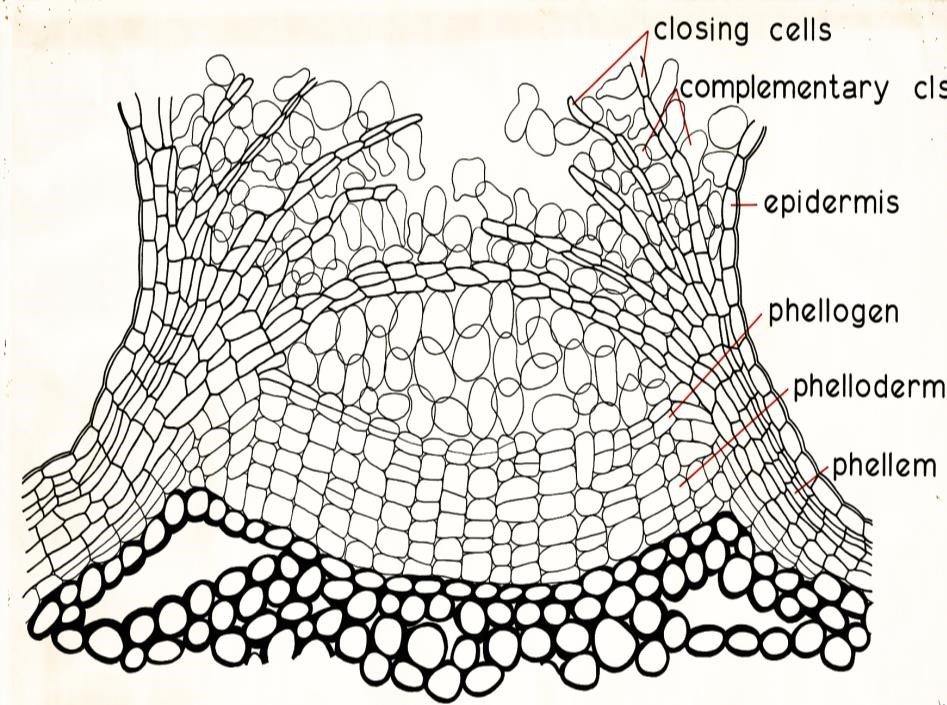 closing cells
complementary cls
epidermis
phellogen
phelloderm
phellem